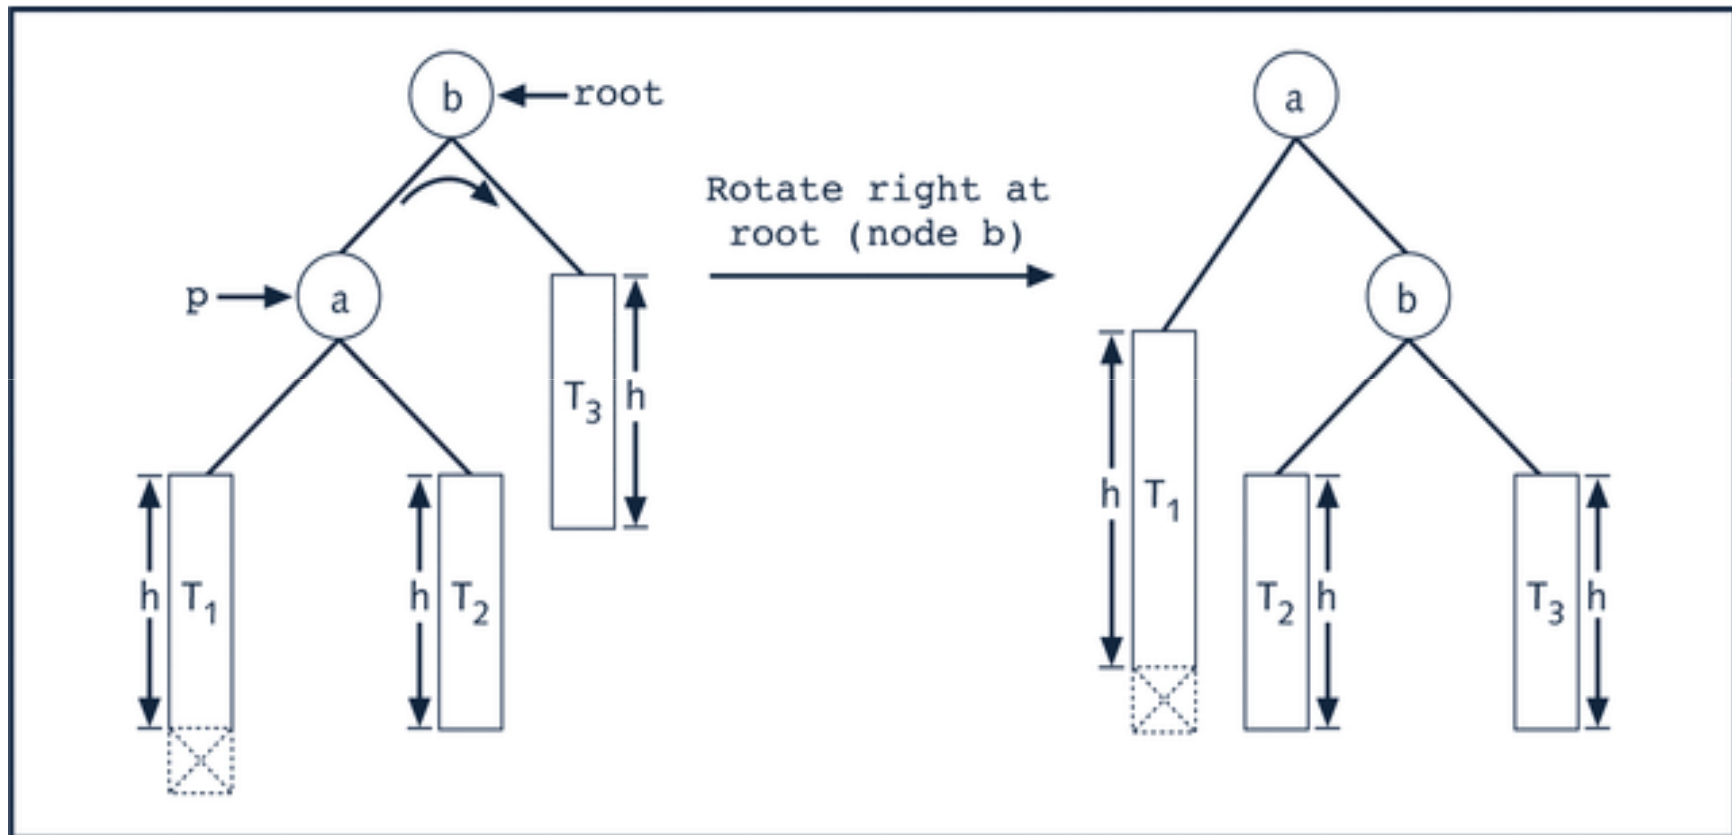 b
root
a
Rotate right at
root (node b)
p
a
b
T3
h
h
T1
h
T1
h
T2
T2
h
T3
h